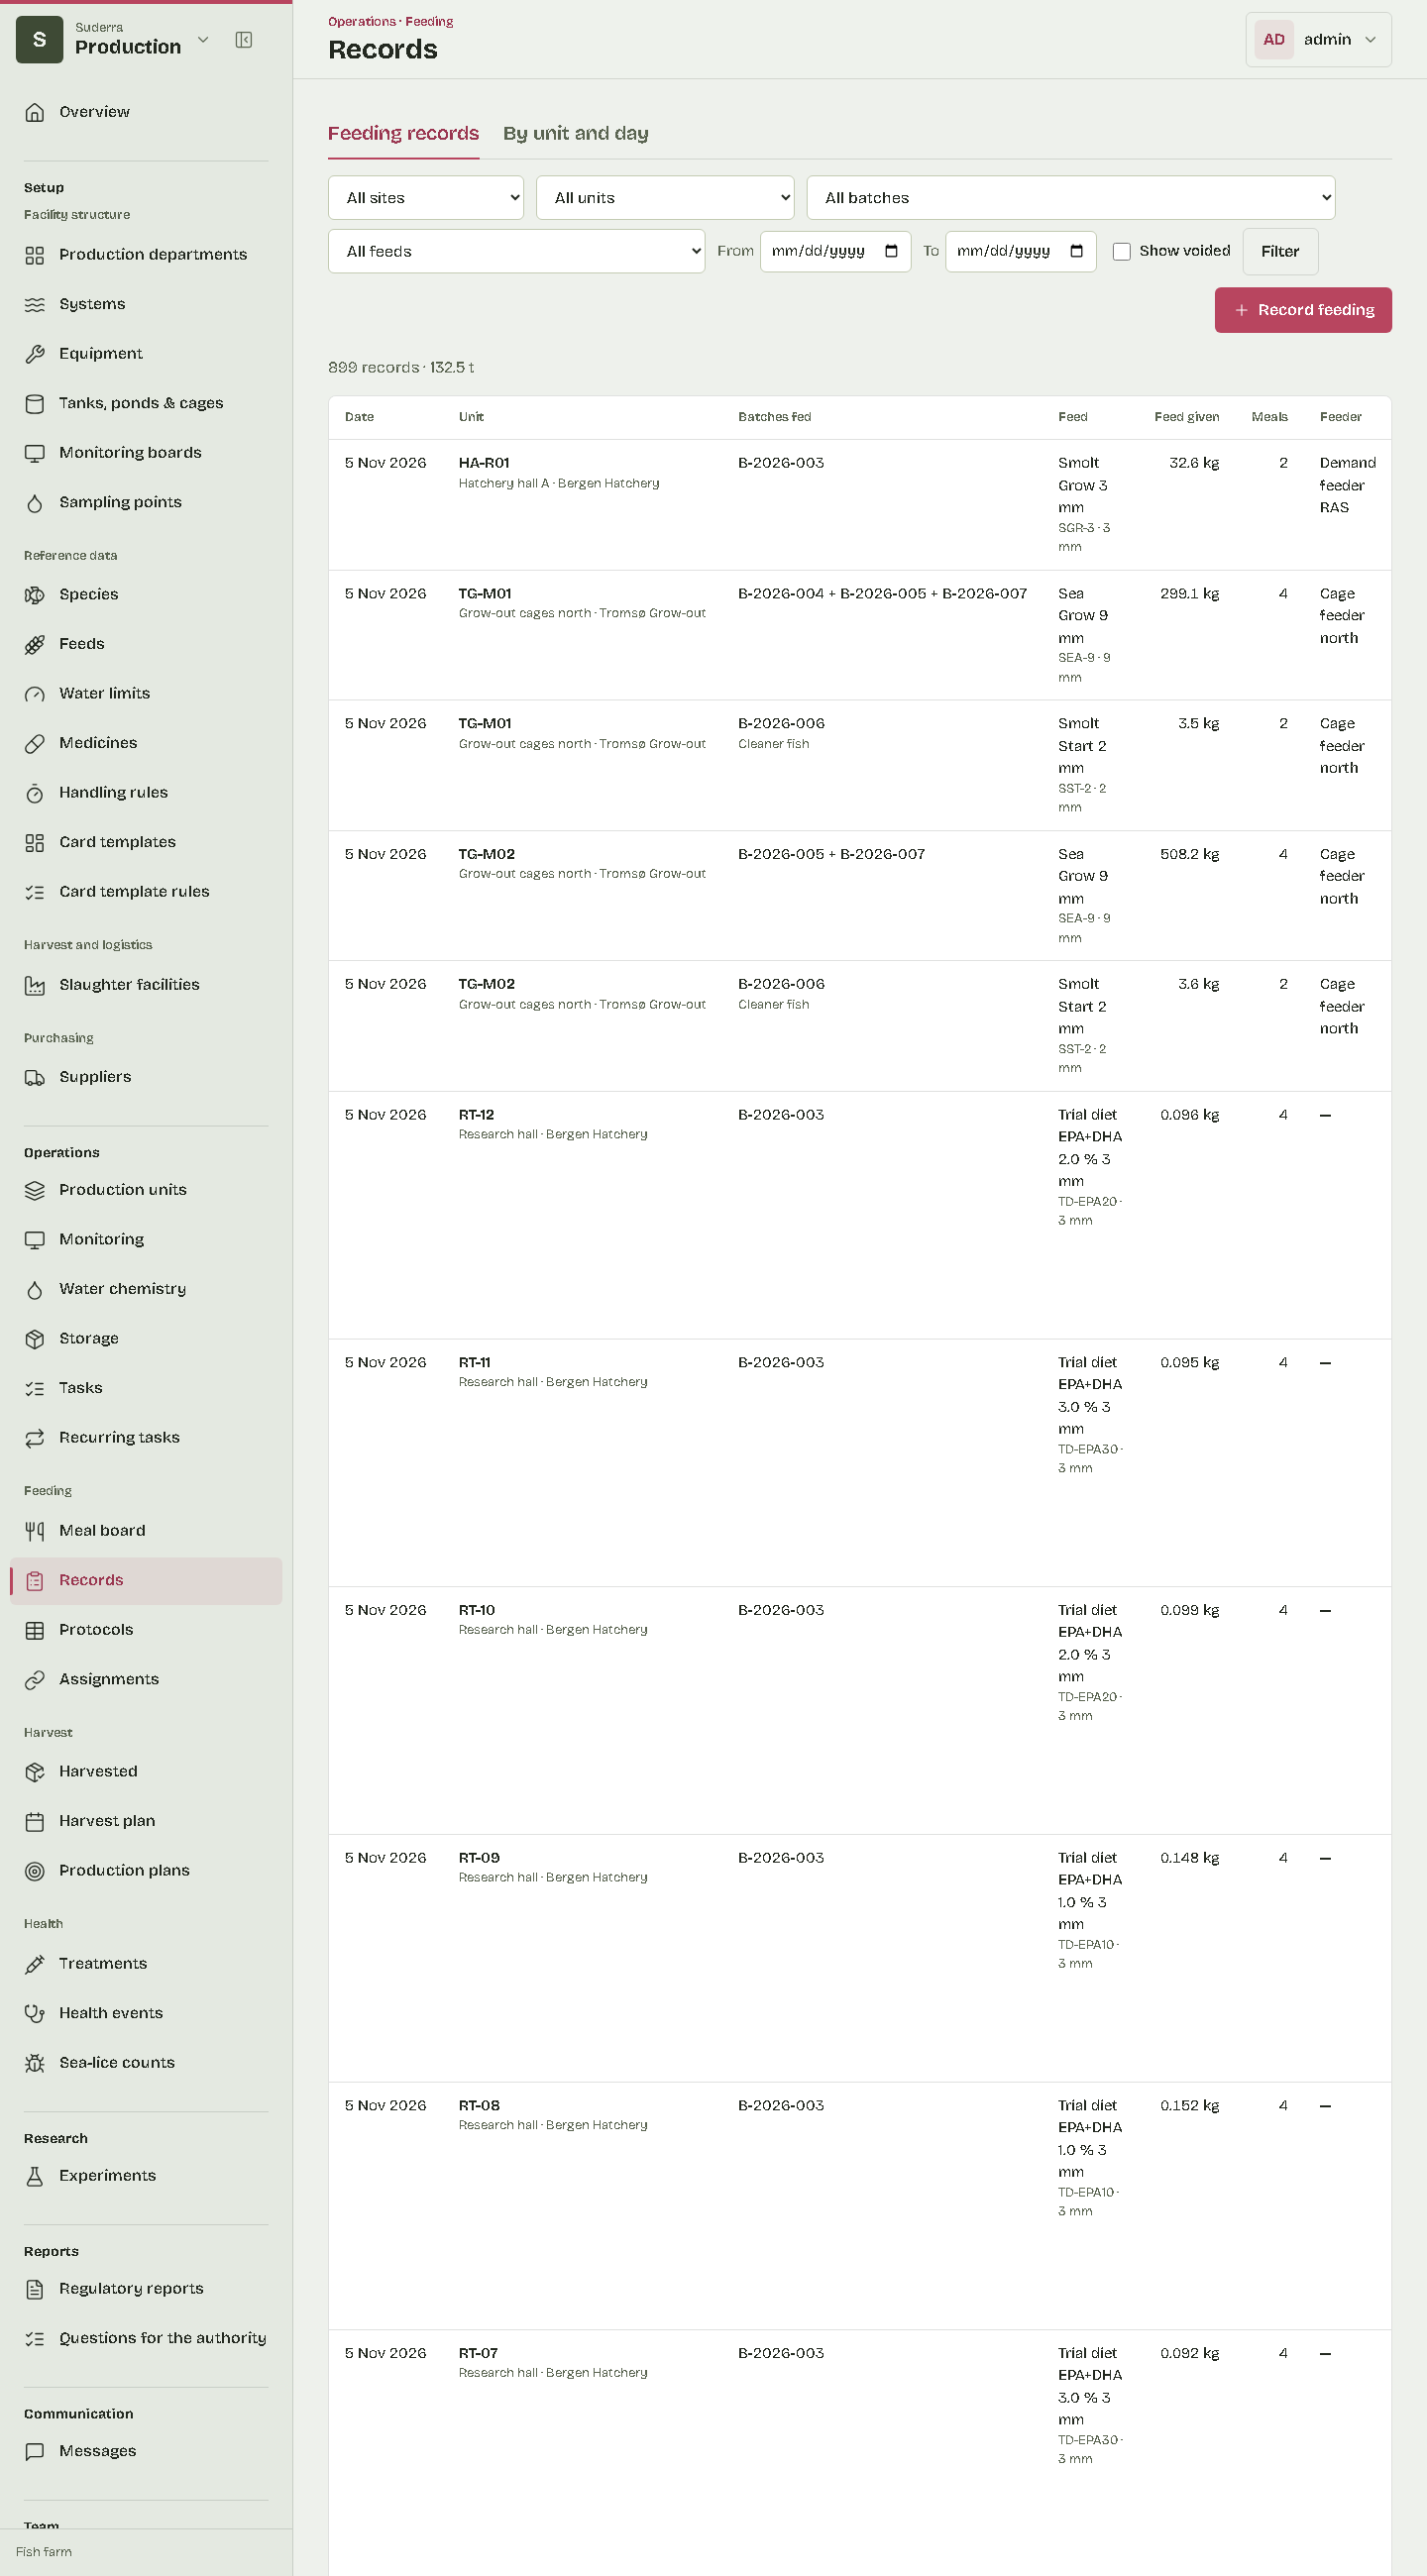 S
Suderra
Production
Overview
Setup
Facility structure
Production departments
Systems
Equipment
Tanks, ponds & cages
Monitoring boards
Sampling points
Reference data
Species
Feeds
Water limits
Medicines
Handling rules
Card templates
Card template rules
Harvest and logistics
Slaughter facilities
Purchasing
Suppliers
Operations
Production units
Monitoring
Water chemistry
Storage
Tasks
Recurring tasks
Feeding
Meal board
Records
Protocols
Assignments
Harvest
Harvested
Harvest plan
Production plans
Health
Treatments
Health events
Sea-lice counts
Research
Experiments
Reports
Regulatory reports
Questions for the authority
Communication
Messages
Team
Fish farm
Operations · Feeding
Records
AD admin
Feeding records By unit and day
All sites All units All batches
All feeds From mm/dd/yyyy To mm/dd/yyyy Show voided Filter
+ Record feeding
899 records · 132.5 t
Date Unit Batches fed Feed Feed given Meals Feeder
5 Nov 2026 HA-R01 B-2026-003 Smolt 32.6 kg 2 Demand
Hatchery hall A · Bergen Hatchery Grow 3 feeder
mm RAS
SGR-3 · 3
mm
5 Nov 2026 TG-M01 B-2026-004 + B-2026-005 + B-2026-007 Sea 299.1 kg 4 Cage
Grow-out cages north · Tromsø Grow-out Grow 9 feeder
mm north
SEA-9 · 9
mm
5 Nov 2026 TG-M01 B-2026-006 Smolt 3.5 kg 2 Cage
Grow-out cages north · Tromsø Grow-out Cleaner fish Start 2 feeder
mm north
SST-2 · 2
mm
5 Nov 2026 TG-M02 B-2026-005 + B-2026-007 Sea 508.2 kg 4 Cage
Grow-out cages north · Tromsø Grow-out Grow 9 feeder
mm north
SEA-9 · 9
mm
5 Nov 2026 TG-M02 B-2026-006 Smolt 3.6 kg 2 Cage
Grow-out cages north · Tromsø Grow-out Cleaner fish Start 2 feeder
mm north
SST-2 · 2
mm
5 Nov 2026 RT-12 B-2026-003 Trial diet 0.096 kg 4 —
Research hall · Bergen Hatchery EPA+DHA
2.0 % 3
mm
TD-EPA20 ·
3 mm
5 Nov 2026 RT-11 B-2026-003 Trial diet 0.095 kg 4 —
Research hall · Bergen Hatchery EPA+DHA
3.0 % 3
mm
TD-EPA30 ·
3 mm
5 Nov 2026 RT-10 B-2026-003 Trial diet 0.099 kg 4 —
Research hall · Bergen Hatchery EPA+DHA
2.0 % 3
mm
TD-EPA20 ·
3 mm
5 Nov 2026 RT-09 B-2026-003 Trial diet 0.148 kg 4 —
Research hall · Bergen Hatchery EPA+DHA
1.0 % 3
mm
TD-EPA10 ·
3 mm
5 Nov 2026 RT-08 B-2026-003 Trial diet 0.152 kg 4 —
Research hall · Bergen Hatchery EPA+DHA
1.0 % 3
mm
TD-EPA10 ·
3 mm
5 Nov 2026 RT-07 B-2026-003 Trial diet 0.092 kg 4 —
Research hall · Bergen Hatchery EPA+DHA
3.0 % 3
mm
TD-EPA30 ·
3 mm